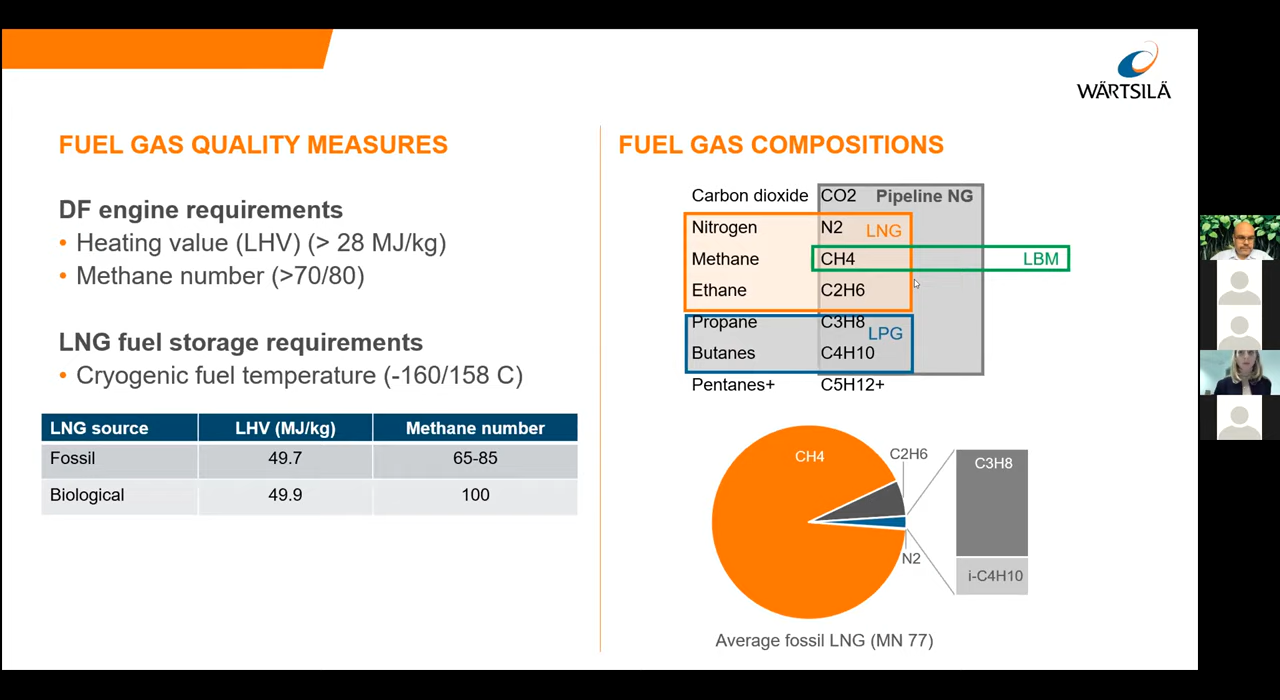 WÄRTSILÄ
FUEL GAS QUALITY MEASURES
DF engine requirements
• Heating value (LHV) (> 28 MJ/kg)
• Methane number (>70/80)
LNG fuel storage requirements
• Cryogenic fuel temperature (-160/158 C)
LNG source LHV (MJ/kg) Methane number
Fossil 49.7 65-85
Biological 49.9 100
FUEL GAS COMPOSITIONS
Carbon dioxide CO2 Pipeline NG
Nitrogen N2 LNG
Methane CH4 LBM
Ethane C2H6
Propane C3H8 LPG
Butanes C4H10
Pentanes+ C5H12+
CH4
C2H6
C3H8
N2
i-C4H10
Average fossil LNG (MN 77)